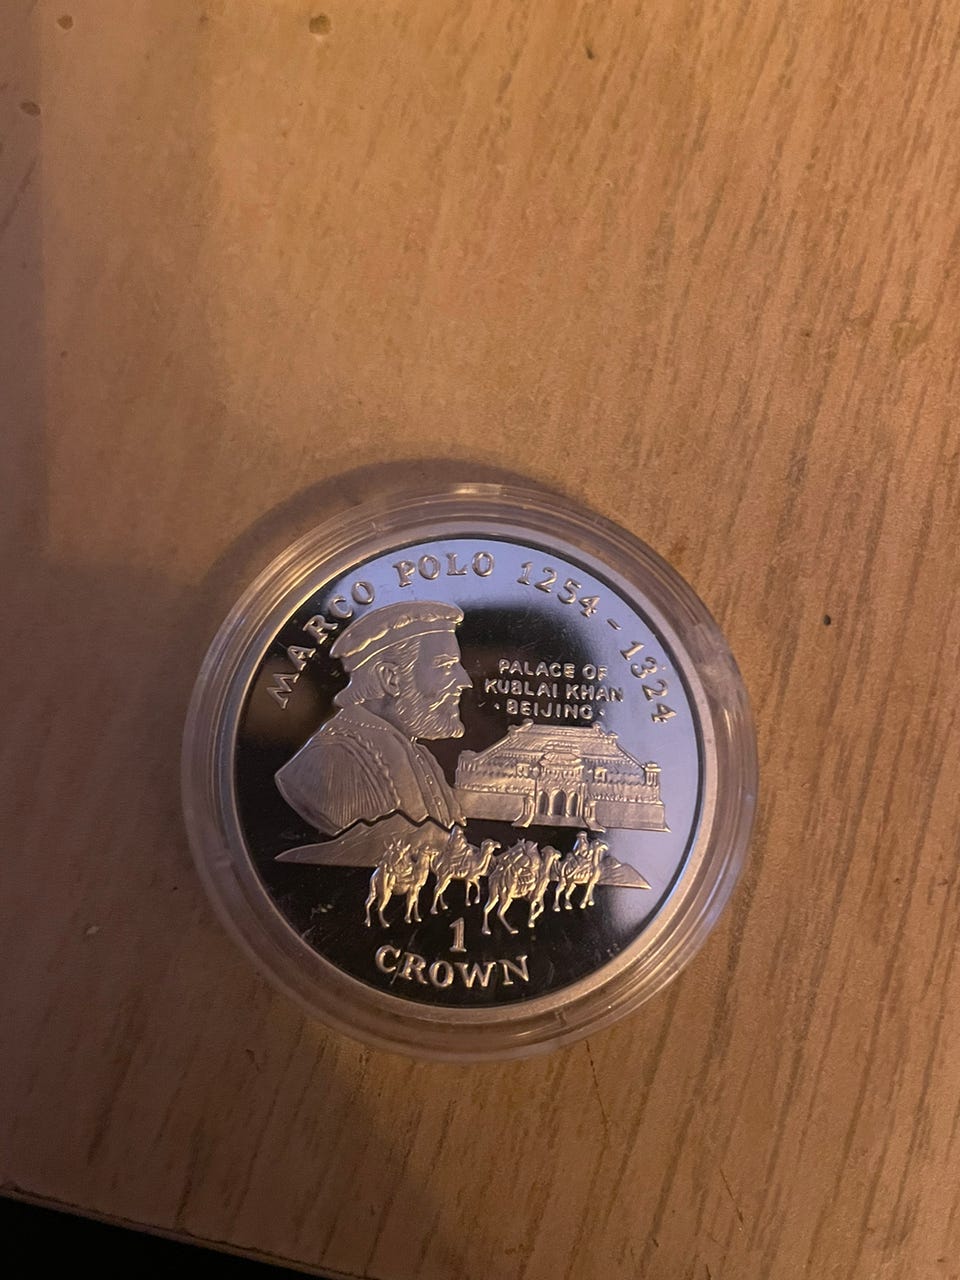 MARCO POLO 1254-1324
PALACE OF
KUBLAI KHAN
·BEIJING·
1
CROWN